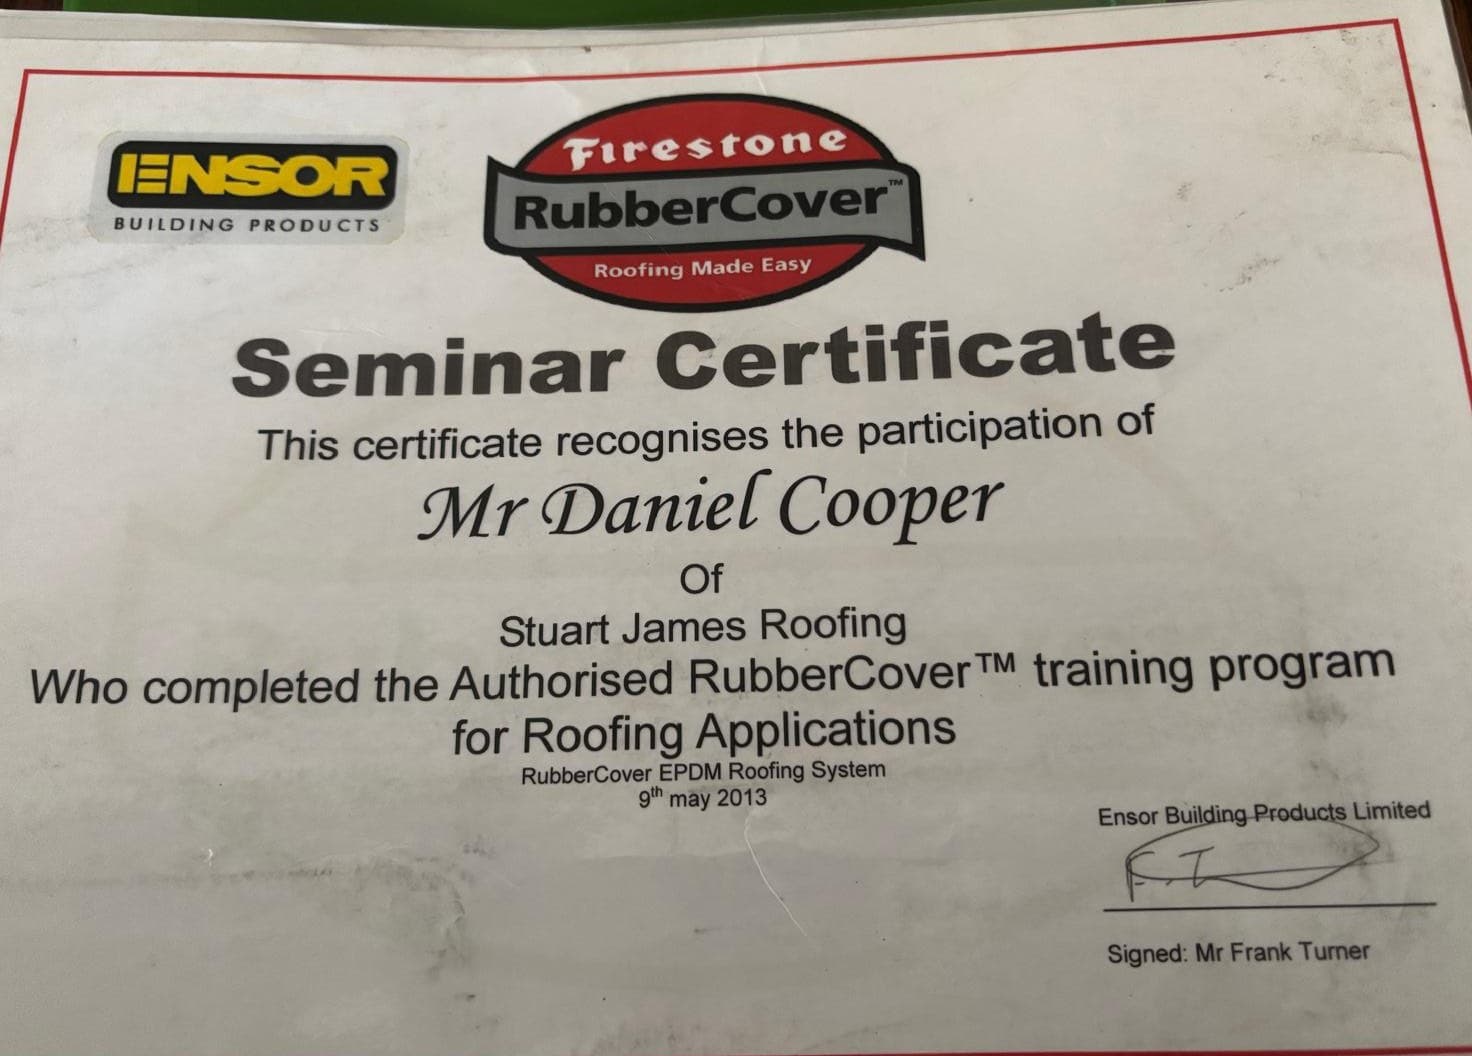 ENSOR
BUILDING PRODUCTS
Firestone
RubberCover™
Roofing Made Easy
Seminar Certificate
This certificate recognises the participation of
Mr Daniel Cooper
Of
Stuart James Roofing
Who completed the Authorised RubberCover™ training program
for Roofing Applications
RubberCover EPDM Roofing System
9th may 2013
Ensor Building Products Limited
F.T
Signed: Mr Frank Turner